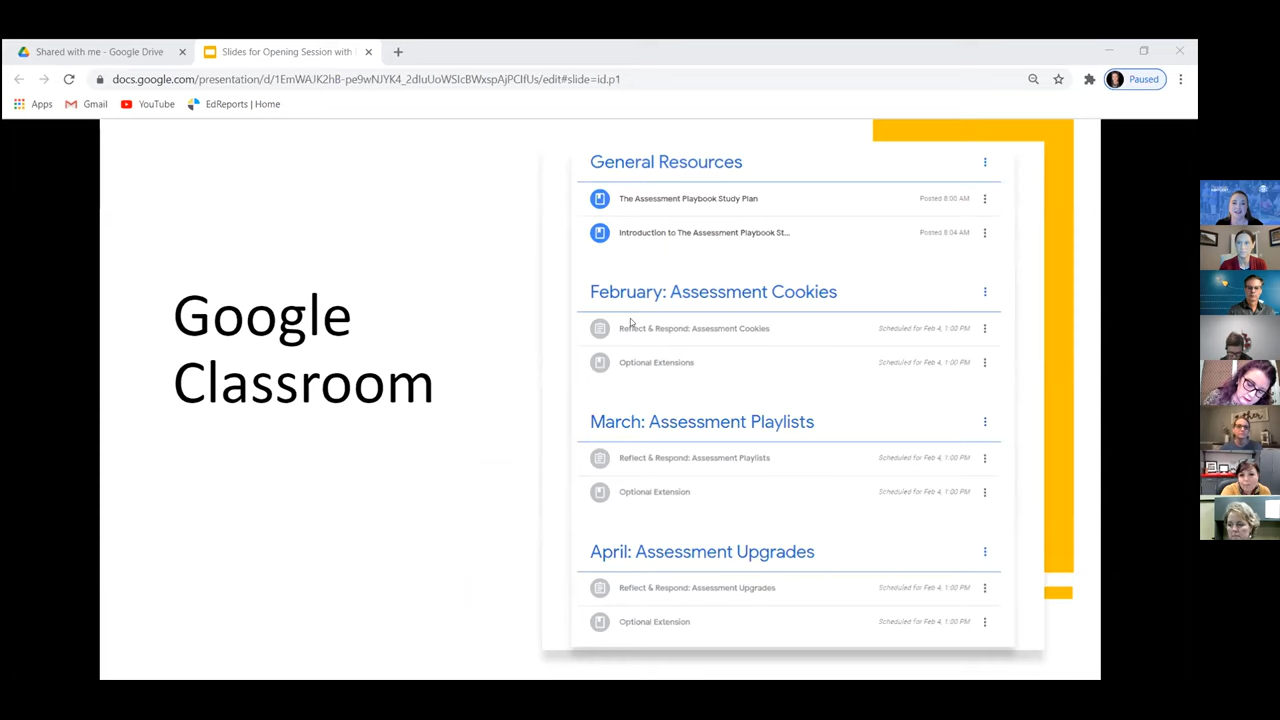 Shared with me - Google Drive
Slides for Opening Session with
docs.google.com/presentation/d/1EmWAJK2hB-pe9wNJYK4_2dIuUoWSIcBWxspAjPCIfUs/edit#slide=id.p1
Paused
Apps
Gmail
YouTube
EdReports | Home
Google
Classroom
General Resources
The Assessment Playbook Study Plan Posted 8:00 AM
Introduction to The Assessment Playbook St... Posted 8:04 AM
February: Assessment Cookies
Reflect & Respond: Assessment Cookies Scheduled for Feb 4, 1:00 PM
Optional Extensions Scheduled for Feb 4, 1:00 PM
March: Assessment Playlists
Reflect & Respond: Assessment Playlists Scheduled for Feb 4, 1:00 PM
Optional Extension Scheduled for Feb 4, 1:00 PM
April: Assessment Upgrades
Reflect & Respond: Assessment Upgrades Scheduled for Feb 4, 1:00 PM
Optional Extension Scheduled for Feb 4, 1:00 PM